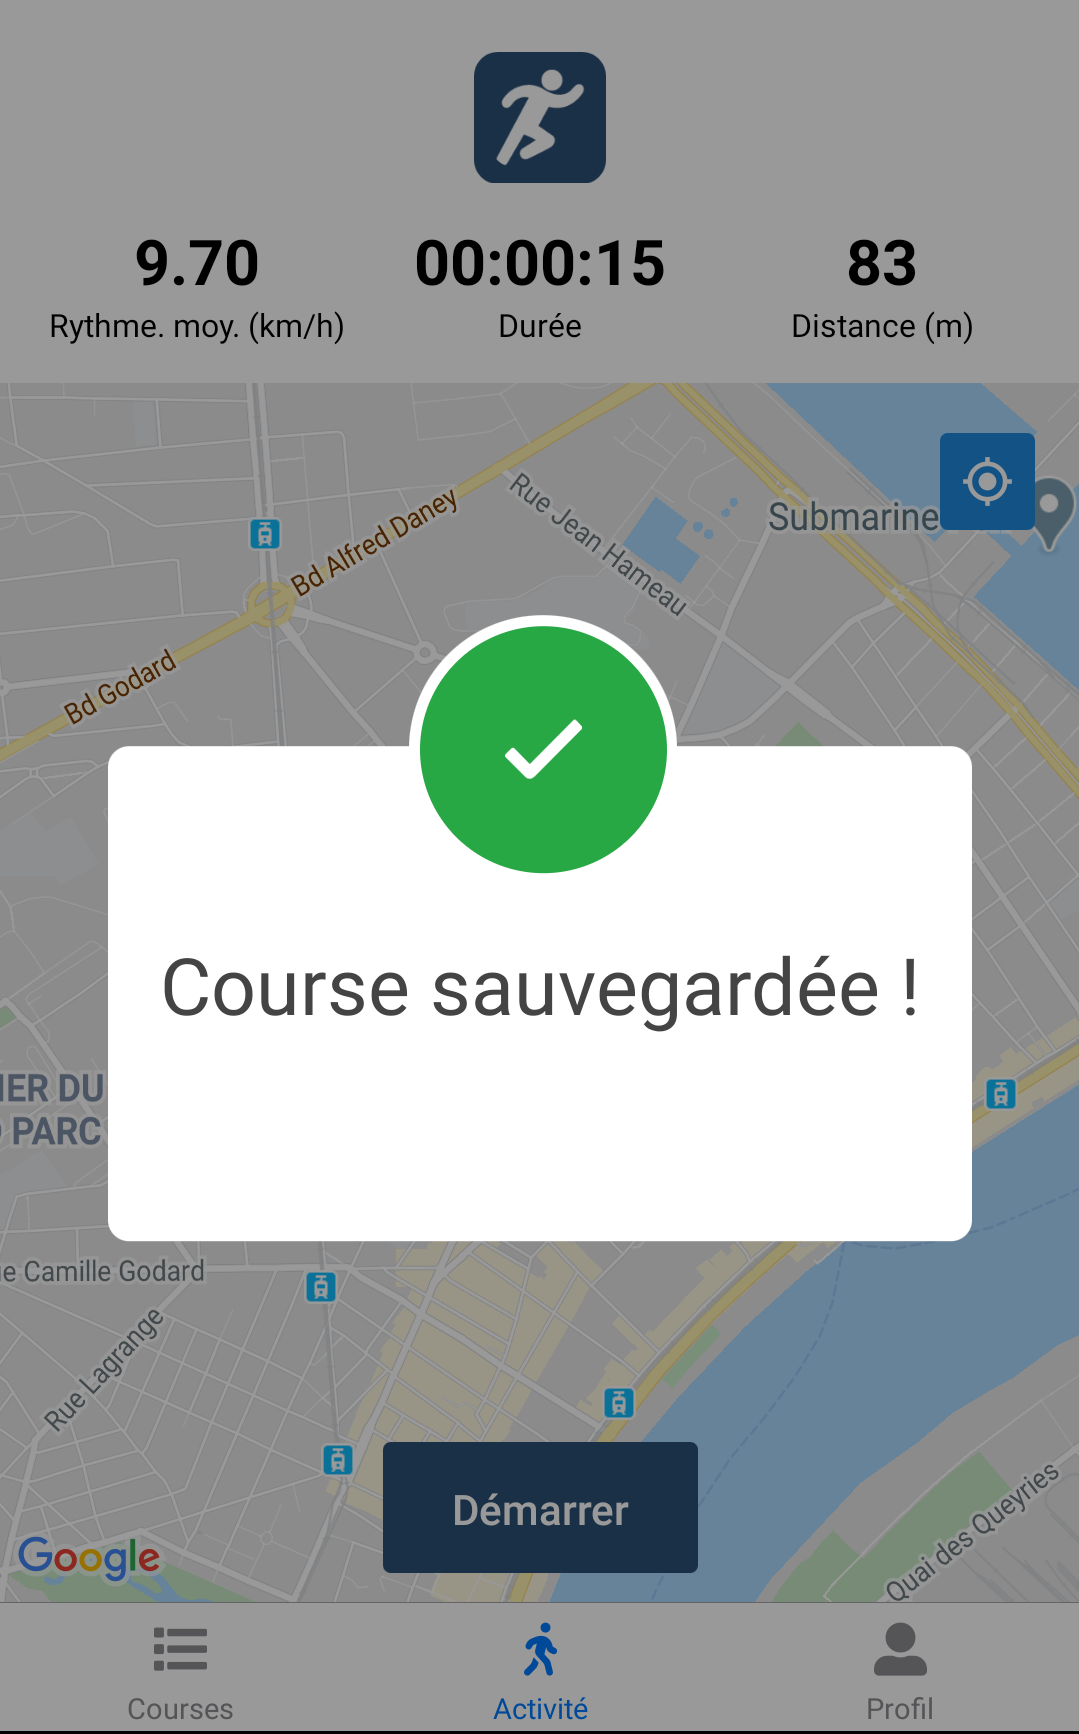 9.70
00:00:15
83
Rythme. moy. (km/h)
Durée
Distance (m)
Bd Alfred Daney
Rue Jean Hameau
Submarine
Bd Godard
Course sauvegardée !
IER DU
PARC
e Camille Godard
Rue Lagrange
Démarrer
Google
Quai des Queyries
Courses
Activité
Profil